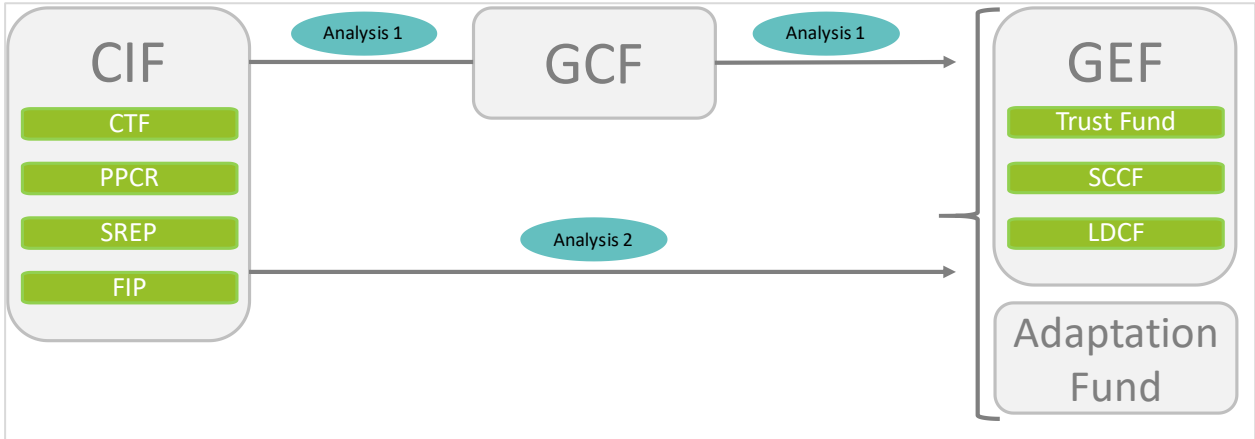 CIF
CTF
PPCR
SREP
FIP
Analysis 1
GCF
Analysis 1
Analysis 2
GEF
Trust Fund
SCCF
LDCF
Adaptation
Fund